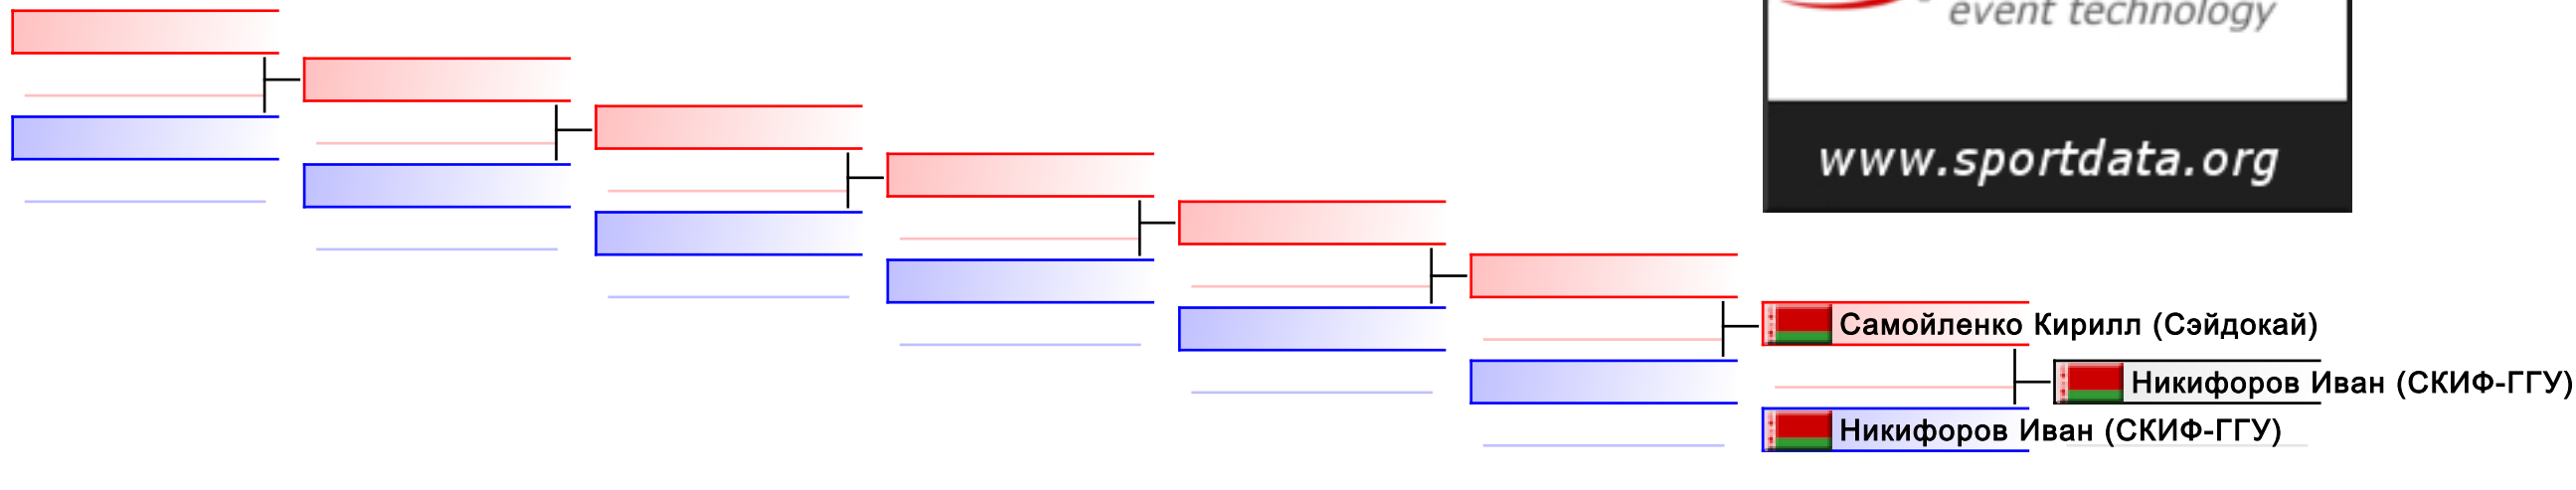 event technology
www.sportdata.org
Самойленко Кирилл (Сэйдокай)
Никифоров Иван (СКИФ-ГГУ)
Никифоров Иван (СКИФ-ГГУ)